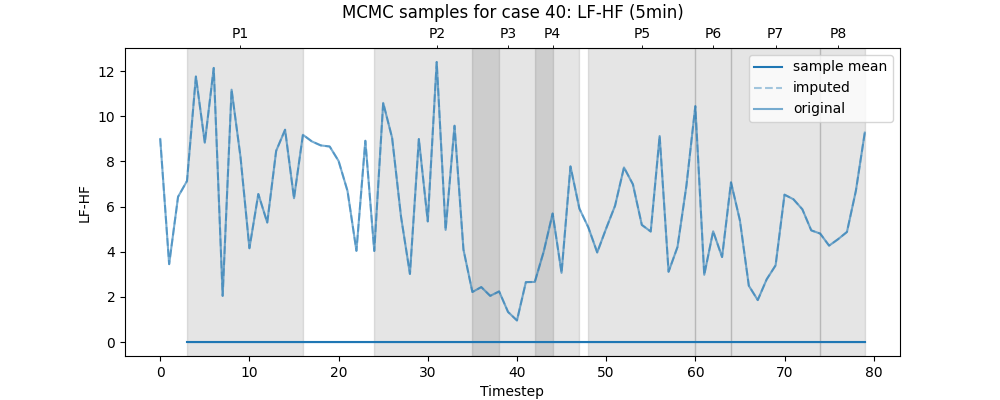 MCMC samples for case 40: LF-HF (5min)
P1 P2 P3 P4 P5 P6 P7 P8
sample mean
imputed
original
12
10
8
6
4
2
0
LF-HF
0 10 20 30 40 50 60 70 80
Timestep